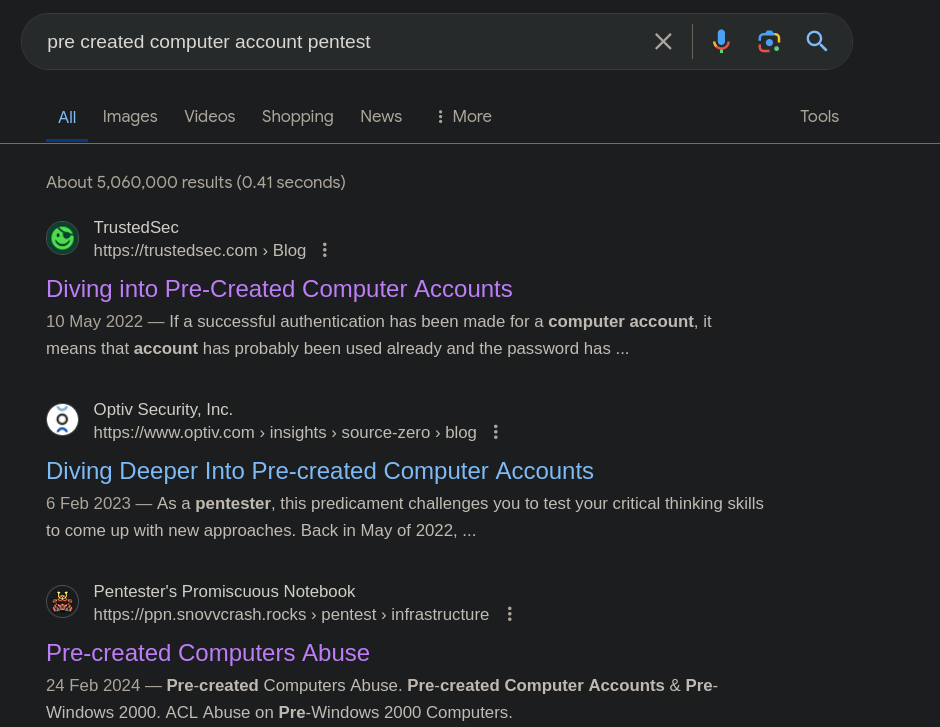 pre created computer account pentest
All Images Videos Shopping News More Tools
About 5,060,000 results (0.41 seconds)
TrustedSec
https://trustedsec.com › Blog
Diving into Pre-Created Computer Accounts
10 May 2022 — If a successful authentication has been made for a computer account, it
means that account has probably been used already and the password has ...
Optiv Security, Inc.
https://www.optiv.com › insights › source-zero › blog
Diving Deeper Into Pre-created Computer Accounts
6 Feb 2023 — As a pentester, this predicament challenges you to test your critical thinking skills
to come up with new approaches. Back in May of 2022, ...
Pentester's Promiscuous Notebook
https://ppn.snovvcrash.rocks › pentest › infrastructure
Pre-created Computers Abuse
24 Feb 2024 — Pre-created Computers Abuse. Pre-created Computer Accounts & Pre-
Windows 2000. ACL Abuse on Pre-Windows 2000 Computers.